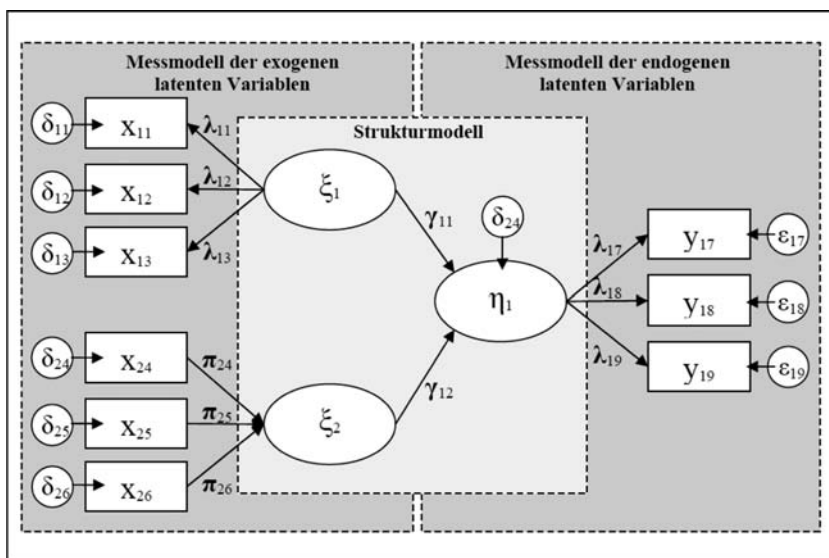 Messmodell der exogenen
latenten Variablen
Messmodell der endogenen
latenten Variablen
Strukturmodell
δ₁₁
x₁₁
λ₁₁
δ₁₂
x₁₂
λ₁₂
δ₁₃
x₁₃
λ₁₃
ξ₁
γ₁₁
δ₂₄
η₁
λ₁₇
y₁₇
ε₁₇
λ₁₈
y₁₈
ε₁₈
λ₁₉
y₁₉
ε₁₉
δ₂₄
x₂₄
π₂₄
δ₂₅
x₂₅
π₂₅
δ₂₆
x₂₆
π₂₆
ξ₂
γ₁₂